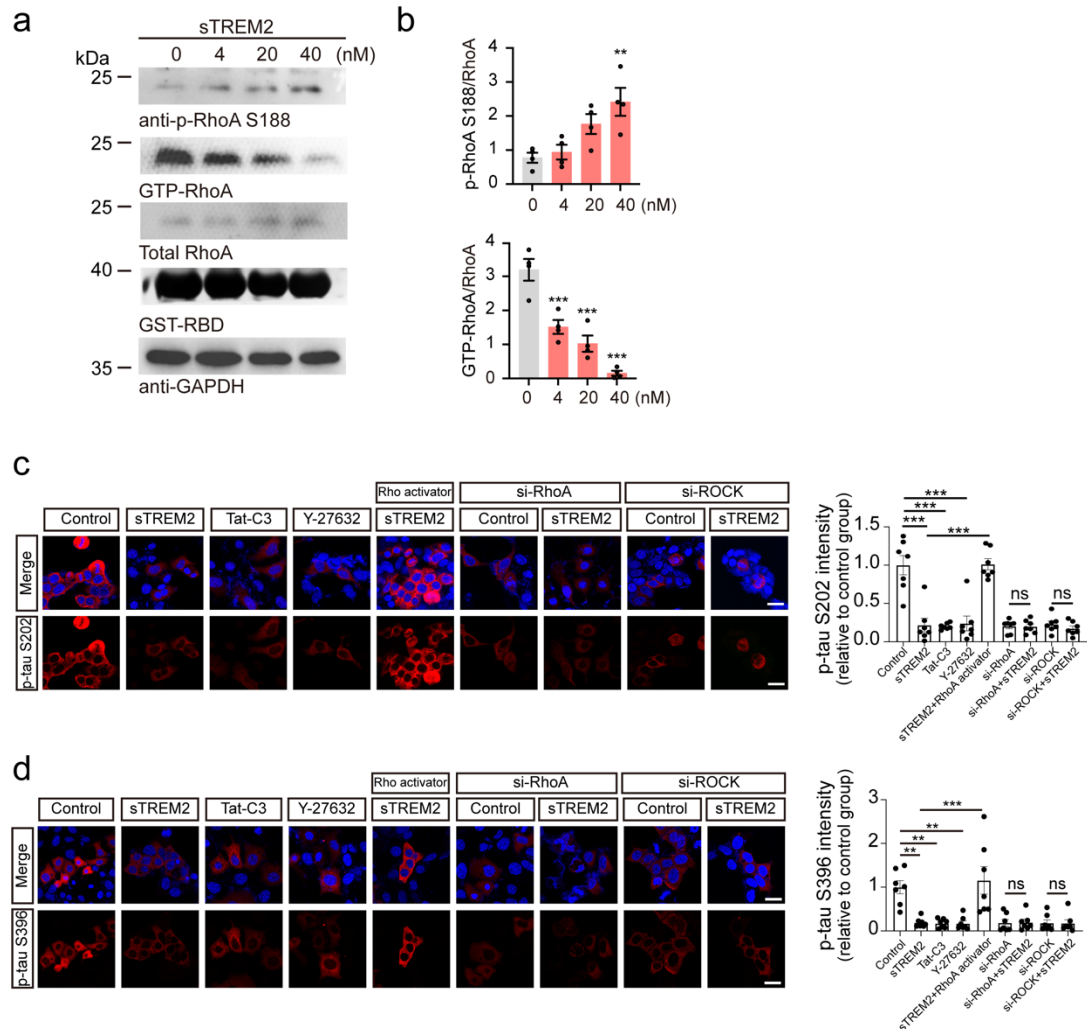 a
sTREM2
kDa
0 4 20 40 (nM)
25
anti-p-RhoA S188
25
GTP-RhoA
25
Total RhoA
40
GST-RBD
35
anti-GAPDH
b
p-RhoA S188/RhoA
4
3
2
1
0
**
0 4 20 40 (nM)
GTP-RhoA/RhoA
4
3
2
1
0
***
***
***
0 4 20 40 (nM)
c
Rho activator si-RhoA si-ROCK
Control sTREM2 Tat-C3 Y-27632 sTREM2 Control sTREM2 Control sTREM2
Merge
p-tau S202
p-tau S202 intensity
(relative to control group)
1.5
1.0
0.5
0.0
***
***
***
***
ns
ns
Control
sTREM2
Tat-C3
Y-27632
sTREM2+RhoA activator
si-RhoA
si-RhoA+sTREM2
si-ROCK
si-ROCK+sTREM2
d
Rho activator si-RhoA si-ROCK
Control sTREM2 Tat-C3 Y-27632 sTREM2 Control sTREM2 Control sTREM2
Merge
p-tau S396
p-tau S396 intensity
(relative to control group)
3
2
1
0
***
**
**
**
ns
ns
Control
sTREM2
Tat-C3
Y-27632
sTREM2+RhoA activator
si-RhoA
si-RhoA+sTREM2
si-ROCK
si-ROCK+sTREM2